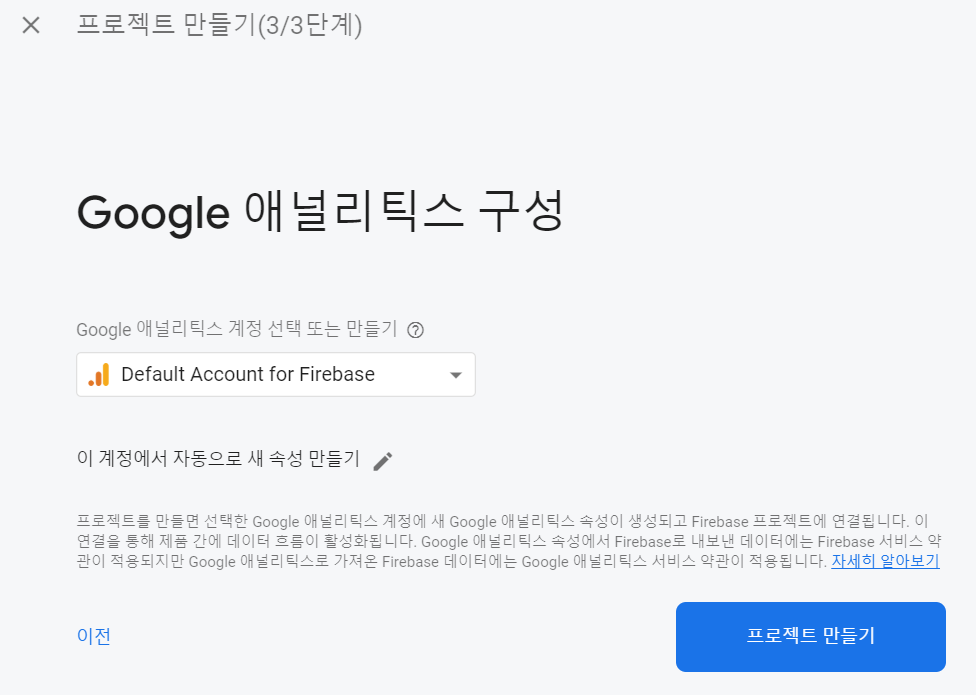 프로젝트 만들기(3/3단계)
Google 애널리틱스 구성
Google 애널리틱스 계정 선택 또는 만들기
Default Account for Firebase
이 계정에서 자동으로 새 속성 만들기
프로젝트를 만들면 선택한 Google 애널리틱스 계정에 새 Google 애널리틱스 속성이 생성되고 Firebase 프로젝트에 연결됩니다. 이
연결을 통해 제품 간에 데이터 흐름이 활성화됩니다. Google 애널리틱스 속성에서 Firebase로 내보낸 데이터에는 Firebase 서비스 약
관이 적용되지만 Google 애널리틱스로 가져온 Firebase 데이터에는 Google 애널리틱스 서비스 약관이 적용됩니다. 자세히 알아보기
이전
프로젝트 만들기